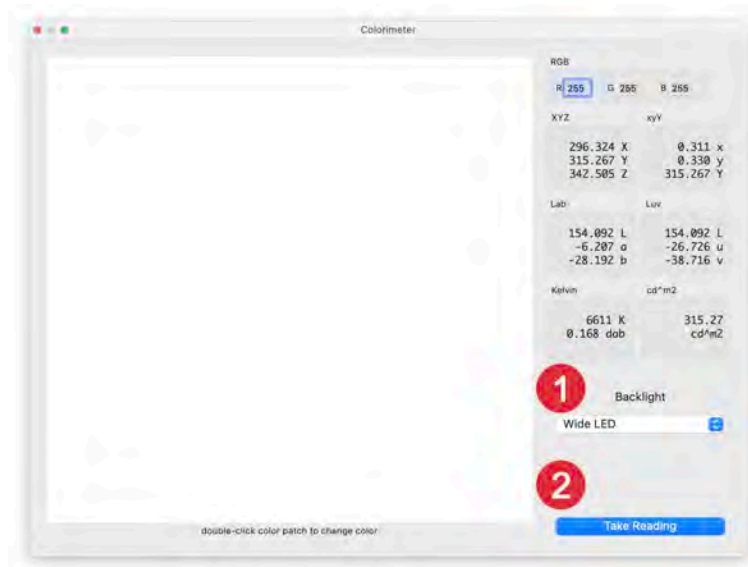 Colorimeter
RGB
R 255 G 255 B 255
XYZ xyY
296.324 X 0.311 x
315.267 Y 0.330 y
342.505 Z 315.267 Y
Lab Luv
154.092 L 154.092 L
-6.207 a -26.726 u
-28.192 b -38.716 v
Kelvin cd^m2
6611 K 315.27
0.168 dab cd^m2
1
Backlight
Wide LED
2
Take Reading
double-click color patch to change color